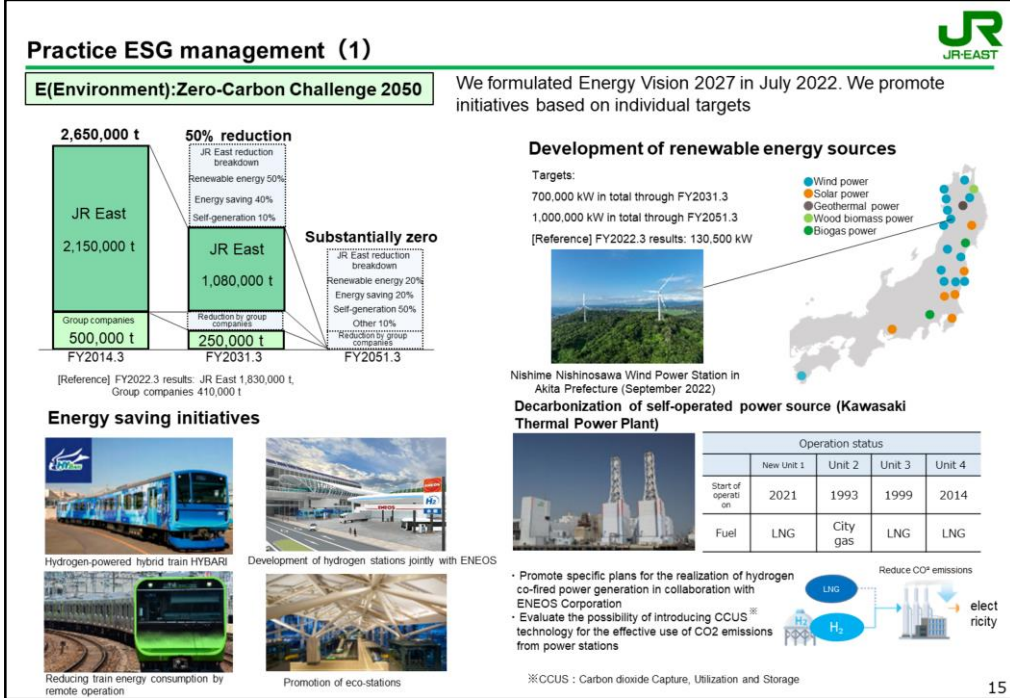 Practice ESG management（1）
JR
JR-EAST
E(Environment):Zero-Carbon Challenge 2050
We formulated Energy Vision 2027 in July 2022. We promote
initiatives based on individual targets
2,650,000 t
50% reduction
JR East
2,150,000 t
Group companies
500,000 t
FY2014.3
JR East reduction
breakdown
Renewable energy 50%
Energy saving 40%
Self-generation 10%
JR East
1,080,000 t
Reduction by group
companies
250,000 t
FY2031.3
Substantially zero
JR East reduction
breakdown
Renewable energy 20%
Energy saving 20%
Self-generation 50%
Other 10%
Reduction by group
companies
FY2051.3
[Reference] FY2022.3 results: JR East 1,830,000 t,
Group companies 410,000 t
Development of renewable energy sources
Targets:
700,000 kW in total through FY2031.3
1,000,000 kW in total through FY2051.3
[Reference] FY2022.3 results: 130,500 kW
Wind power
Solar power
Geothermal power
Wood biomass power
Biogas power
Nishime Nishinosawa Wind Power Station in
Akita Prefecture (September 2022)
Energy saving initiatives
HYBARI
Hydrogen-powered hybrid train HYBARI
ENEOS
ENEOS
H2
Development of hydrogen stations jointly with ENEOS
Reducing train energy consumption by
remote operation
Promotion of eco-stations
Decarbonization of self-operated power source (Kawasaki
Thermal Power Plant)
Operation status
New Unit 1 Unit 2 Unit 3 Unit 4
Start of
operati
on
2021 1993 1999 2014
Fuel LNG City
gas LNG LNG
・Promote specific plans for the realization of hydrogen
co-fired power generation in collaboration with
ENEOS Corporation
・Evaluate the possibility of introducing CCUS※
technology for the effective use of CO2 emissions
from power stations
LNG
H₂
H₂
Reduce CO² emissions
elect
ricity
※CCUS：Carbon dioxide Capture, Utilization and Storage
15